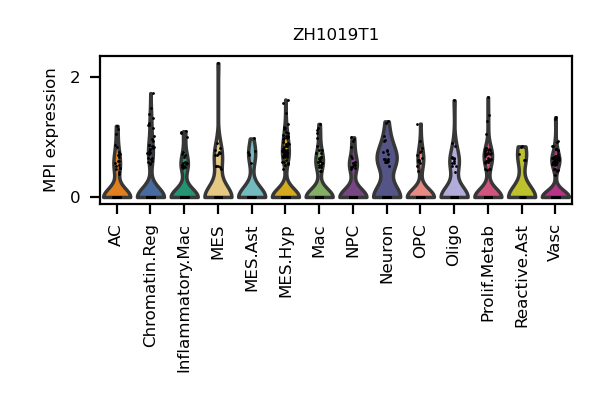 ZH1019T1
MPI expression
2
0
AC
Chromatin.Reg
Inflammatory.Mac
MES
MES.Ast
MES.Hyp
Mac
NPC
Neuron
OPC
Oligo
Prolif.Metab
Reactive.Ast
Vasc